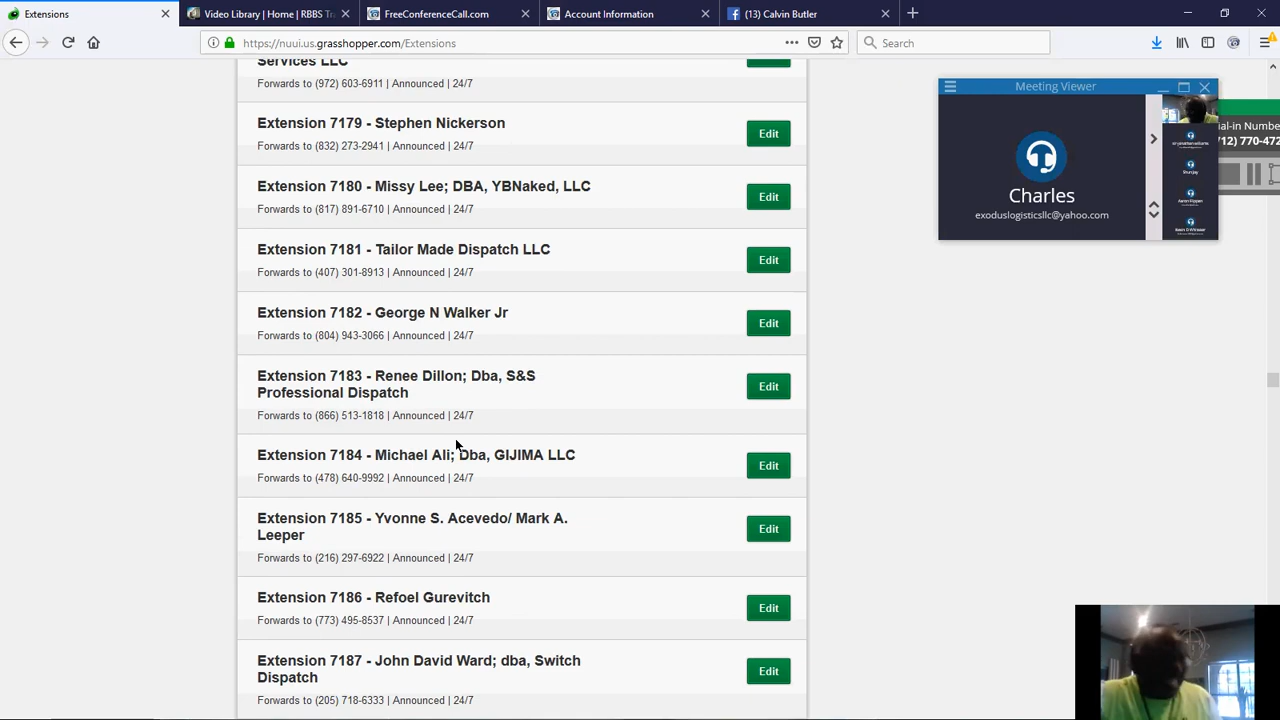 Extensions
Video Library | Home | RBBS Tr
FreeConferenceCall.com
Account Information
(13) Calvin Butler
https://nuui.us.grasshopper.com/Extensions
Search
Services LLC
Forwards to (972) 603-6911 | Announced | 24/7
Extension 7179 - Stephen Nickerson
Forwards to (832) 273-2941 | Announced | 24/7
Edit
Extension 7180 - Missy Lee; DBA, YBNaked, LLC
Forwards to (817) 891-6710 | Announced | 24/7
Edit
Extension 7181 - Tailor Made Dispatch LLC
Forwards to (407) 301-8913 | Announced | 24/7
Edit
Extension 7182 - George N Walker Jr
Forwards to (804) 943-3066 | Announced | 24/7
Edit
Extension 7183 - Renee Dillon; Dba, S&S
Professional Dispatch
Forwards to (866) 513-1818 | Announced | 24/7
Edit
Extension 7184 - Michael Ali; Dba, GIJIMA LLC
Forwards to (478) 640-9992 | Announced | 24/7
Edit
Extension 7185 - Yvonne S. Acevedo/ Mark A.
Leeper
Forwards to (216) 297-6922 | Announced | 24/7
Edit
Extension 7186 - Refoel Gurevitch
Forwards to (773) 495-8537 | Announced | 24/7
Edit
Extension 7187 - John David Ward; dba, Switch
Dispatch
Forwards to (205) 718-6333 | Announced | 24/7
Edit
Meeting Viewer
Charles
exoduslogisticsllc@yahoo.com
ial-in Numbe
712) 770-472